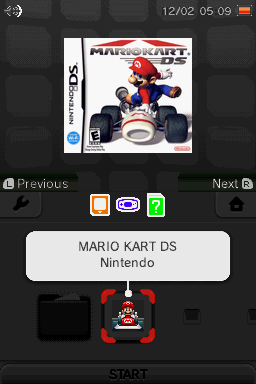 12/02 05 09
MARIOKART
DS
NINTENDO DS
L Previous
Next R
?
MARIO KART DS
Nintendo
START